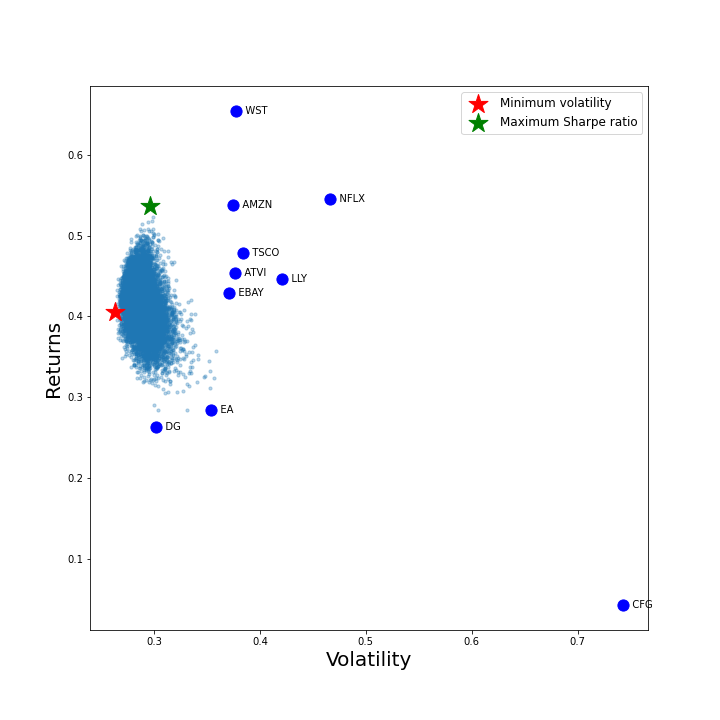 Minimum volatility
Maximum Sharpe ratio
WST
0.6
NFLX
AMZN
0.5
TSCO
ATVI
LLY
EBAY
0.4
Returns
0.3
EA
DG
0.2
0.1
CFG
0.3 0.4 0.5 0.6 0.7
Volatility